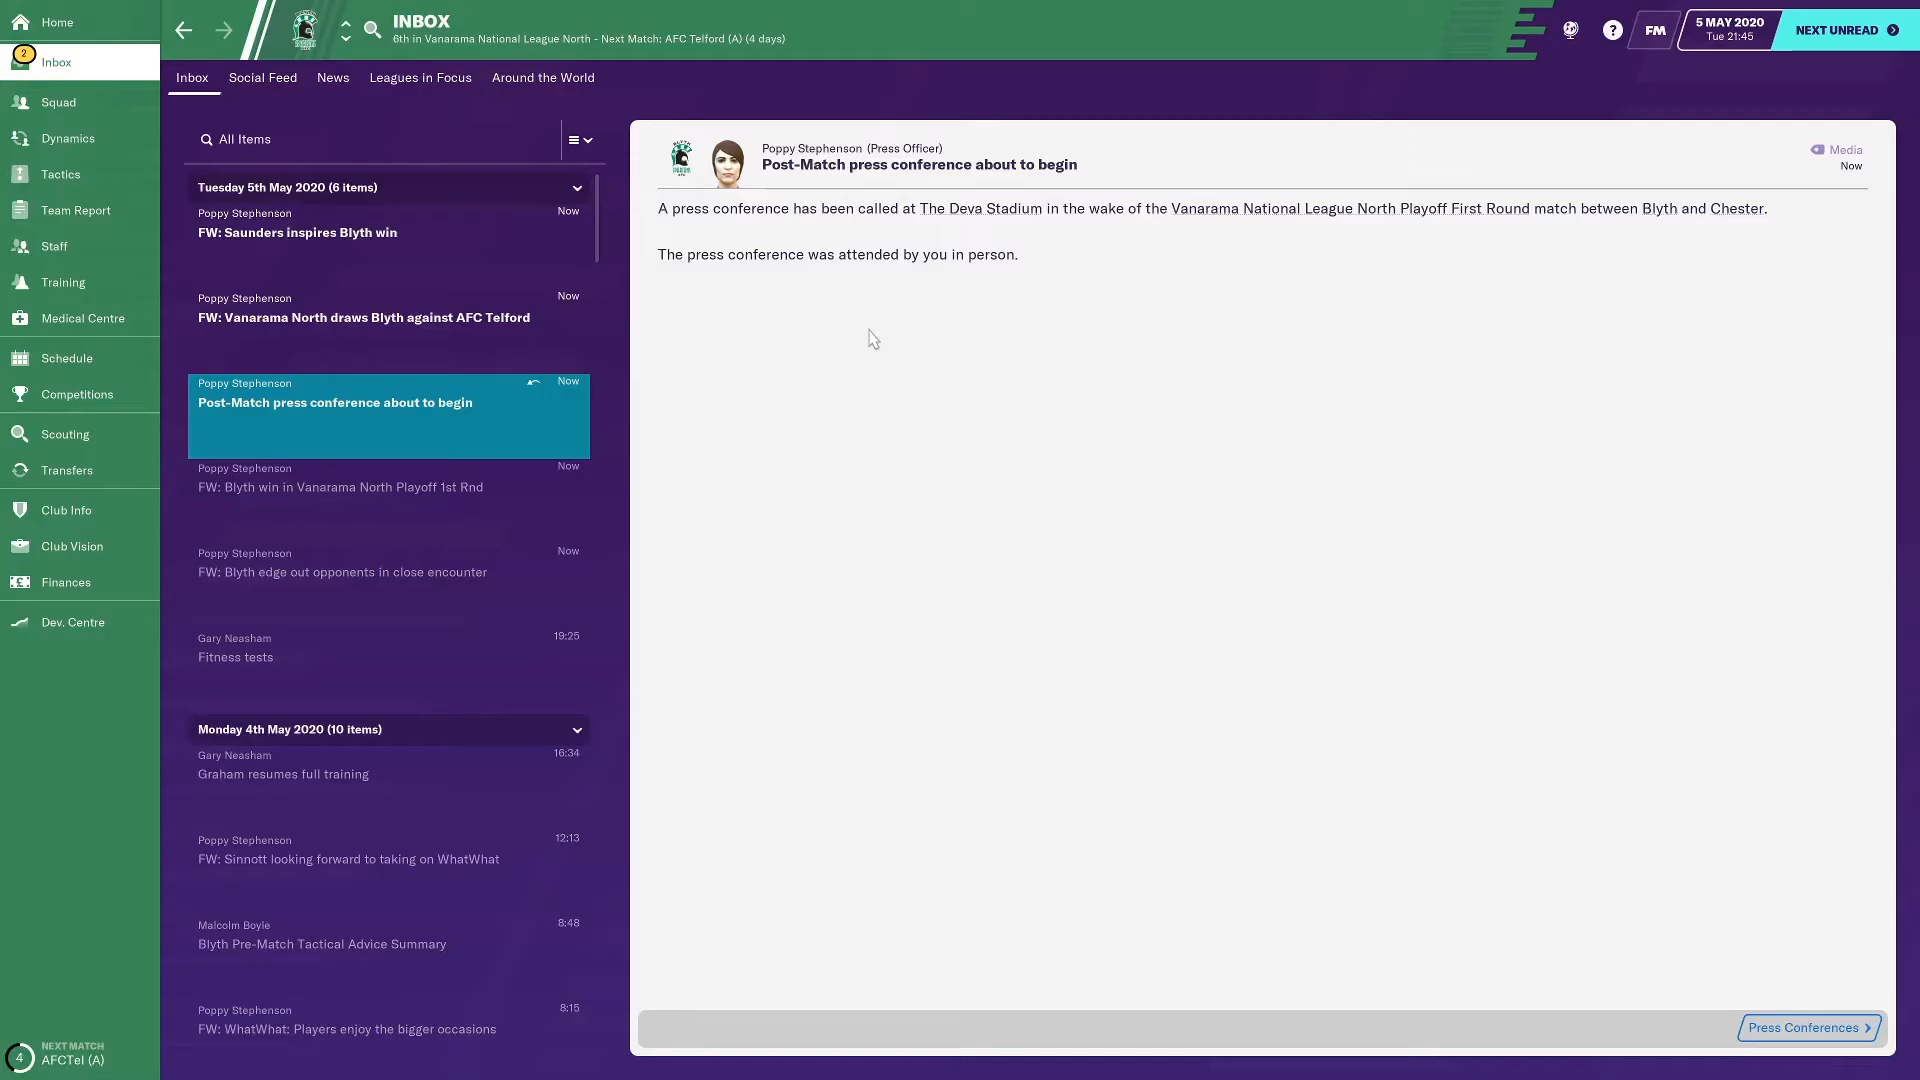 Home
INBOX
6th in Vanarama National League North - Next Match: AFC Telford (A) (4 days)
FM
5 MAY 2020
Tue 21:45
NEXT UNREAD
2
Inbox
Squad
Dynamics
Tactics
Team Report
Staff
Training
Medical Centre
Schedule
Competitions
Scouting
Transfers
Club Info
Club Vision
Finances
Dev. Centre
4
NEXT MATCH
AFCTel (A)
Inbox Social Feed News Leagues in Focus Around the World
All Items
Tuesday 5th May 2020 (6 items)
Poppy Stephenson Now
FW: Saunders inspires Blyth win
Poppy Stephenson Now
FW: Vanarama North draws Blyth against AFC Telford
Poppy Stephenson Now
Post-Match press conference about to begin
Poppy Stephenson Now
FW: Blyth win in Vanarama North Playoff 1st Rnd
Poppy Stephenson Now
FW: Blyth edge out opponents in close encounter
Gary Neasham 19:25
Fitness tests
Monday 4th May 2020 (10 items)
Gary Neasham 16:34
Graham resumes full training
Poppy Stephenson 12:13
FW: Sinnott looking forward to taking on WhatWhat
Malcolm Boyle 8:48
Blyth Pre-Match Tactical Advice Summary
Poppy Stephenson 8:15
FW: WhatWhat: Players enjoy the bigger occasions
Poppy Stephenson (Press Officer)
Post-Match press conference about to begin
Media
Now
A press conference has been called at The Deva Stadium in the wake of the Vanarama National League North Playoff First Round match between Blyth and Chester.
The press conference was attended by you in person.
Press Conferences